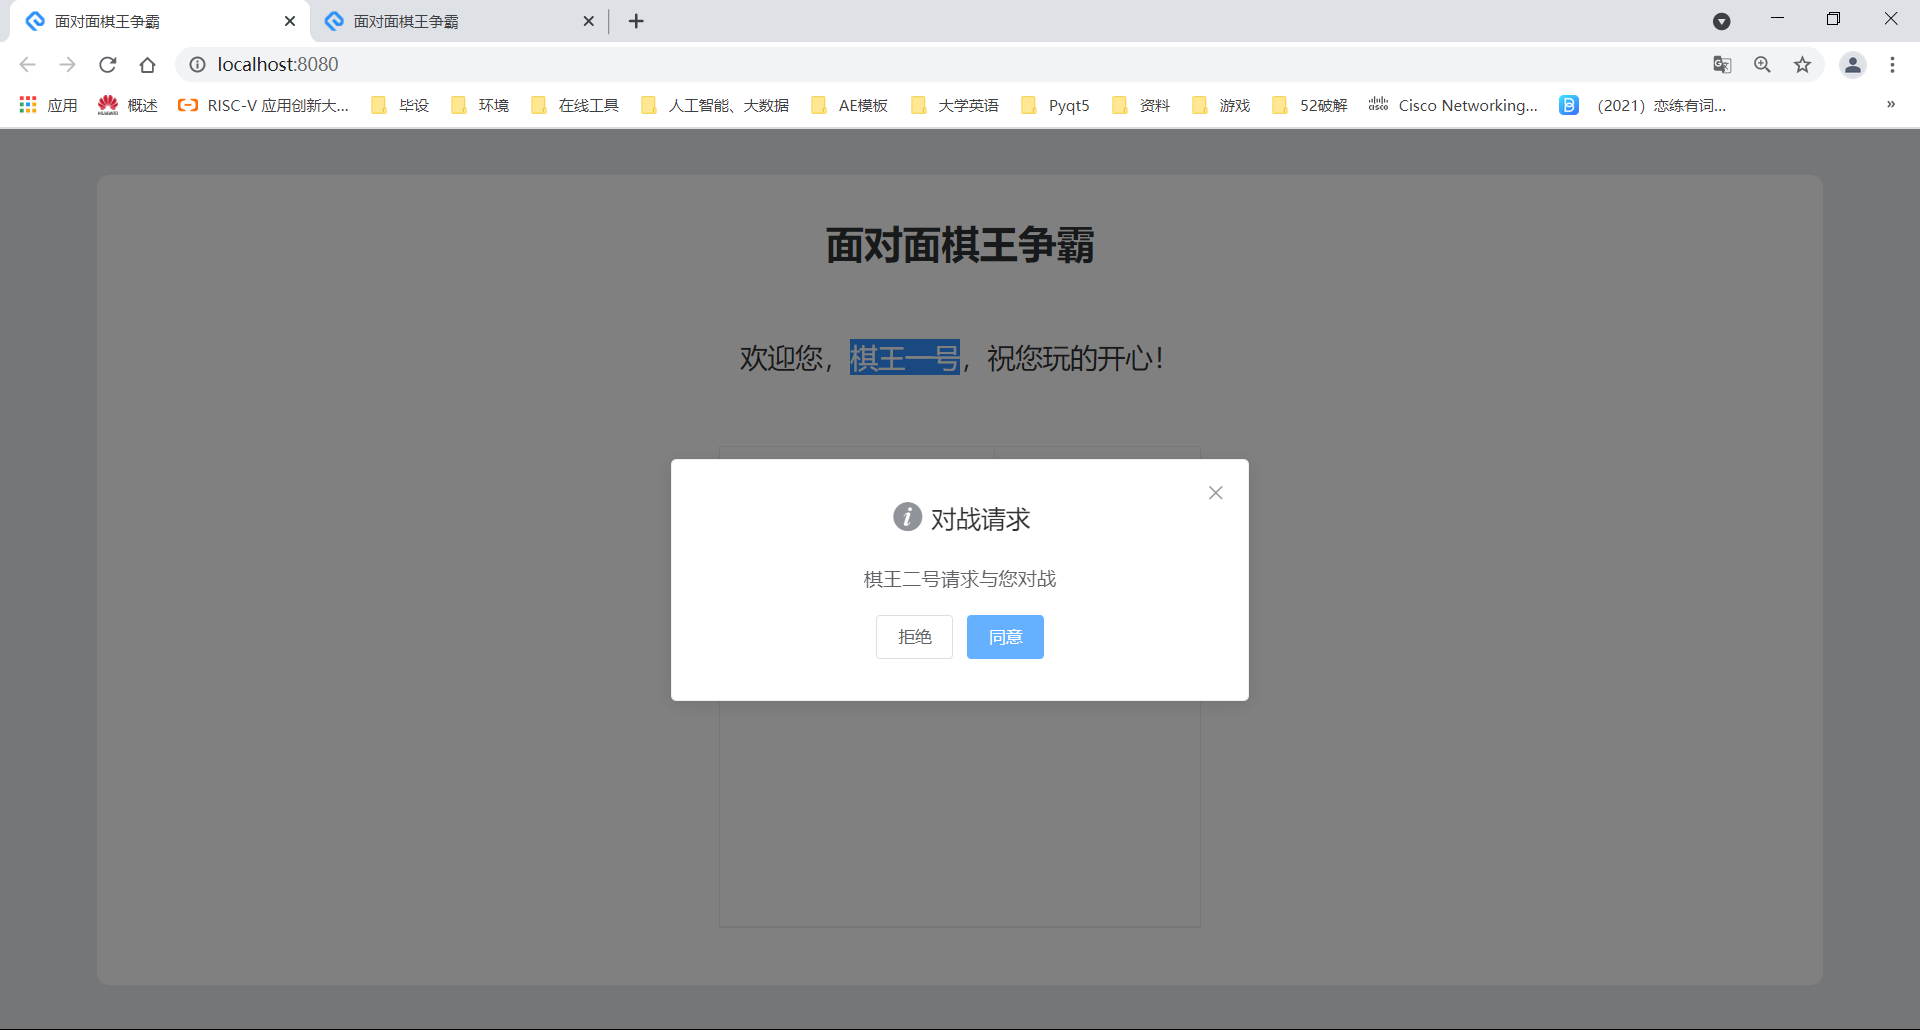 面对面棋王争霸
面对面棋王争霸
localhost:8080
应用
HUAWEI
概述
RISC-V 应用创新大...
毕设
环境
在线工具
人工智能、大数据
AE模板
大学英语
Pyqt5
资料
游戏
52破解
cisco
Cisco Networking...
(2021) 恋练有词...
»
面对面棋王争霸
欢迎您，棋王一号，祝您玩的开心！
对战请求
棋王二号请求与您对战
拒绝
同意